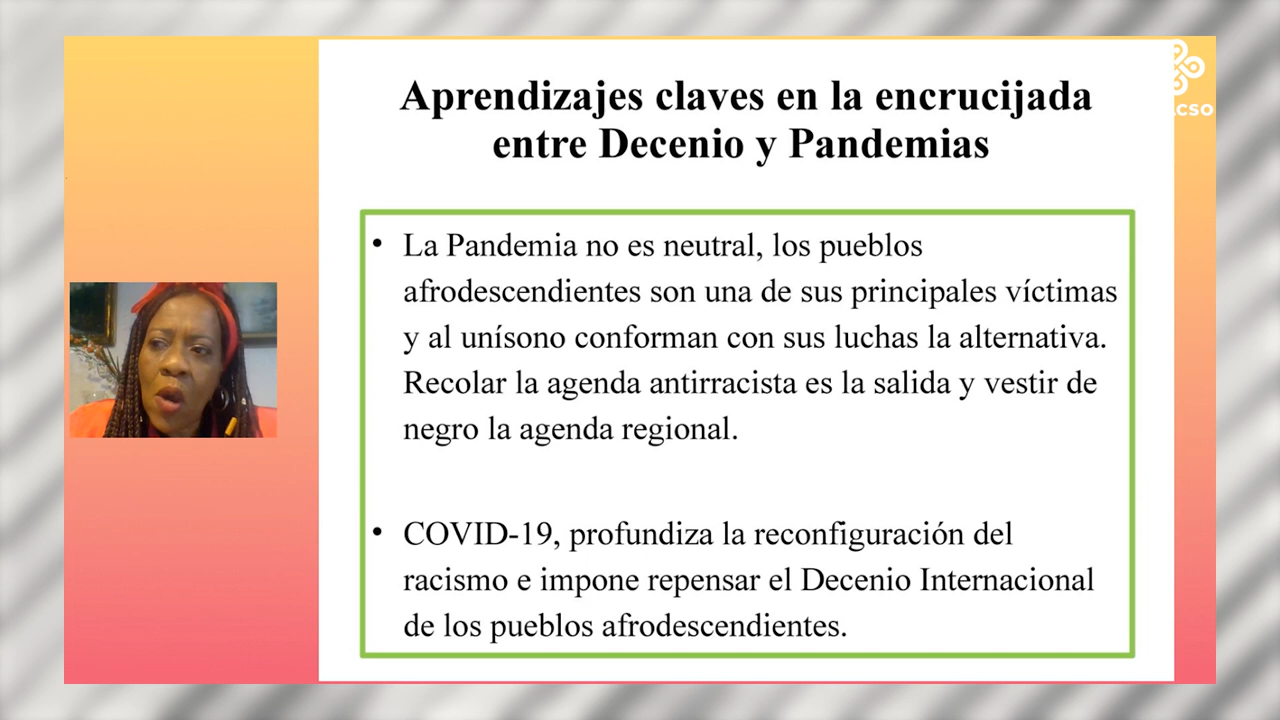 Aprendizajes claves en la encrucijada
entre Decenio y Pandemias
• La Pandemia no es neutral, los pueblos
afrodescendientes son una de sus principales víctimas
y al unísono conforman con sus luchas la alternativa.
Recolar la agenda antirracista es la salida y vestir de
negro la agenda regional.
• COVID-19, profundiza la reconfiguración del
racismo e impone repensar el Decenio Internacional
de los pueblos afrodescendientes.